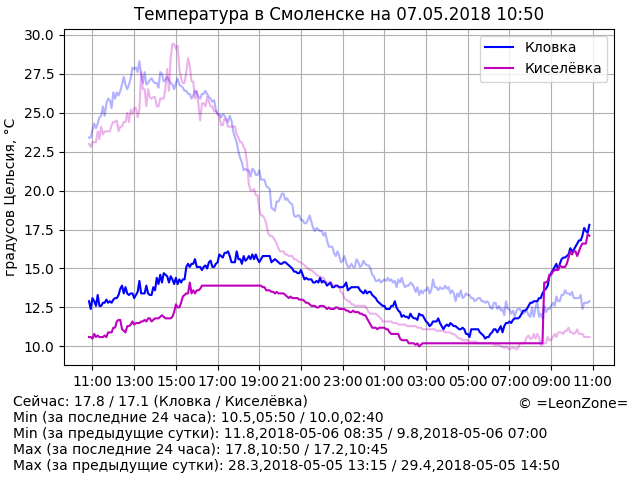 Температура в Смоленске на 07.05.2018 10:50
градусов Цельсия, °C
30.0
27.5
25.0
22.5
20.0
17.5
15.0
12.5
10.0
Кловка
Киселёвка
11:00 13:00 15:00 17:00 19:00 21:00 23:00 01:00 03:00 05:00 07:00 09:00 11:00
Сейчас: 17.8 / 17.1 (Кловка / Киселёвка)
© =LeonZone=
Min (за последние 24 часа): 10.5,05:50 / 10.0,02:40
Min (за предыдущие сутки): 11.8,2018-05-06 08:35 / 9.8,2018-05-06 07:00
Max (за последние 24 часа): 17.8,10:50 / 17.2,10:45
Max (за предыдущие сутки): 28.3,2018-05-05 13:15 / 29.4,2018-05-05 14:50